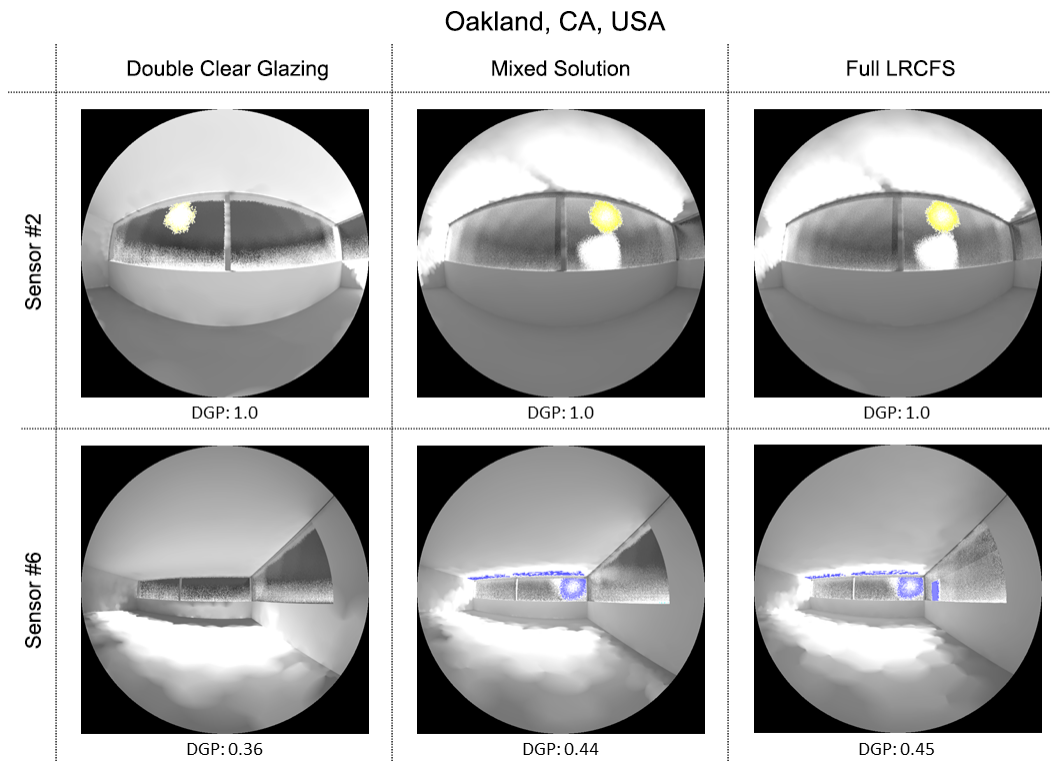 Oakland, CA, USA
Double Clear Glazing
Mixed Solution
Full LRCFS
Sensor #2
DGP: 1.0
DGP: 1.0
DGP: 1.0
Sensor #6
DGP: 0.36
DGP: 0.44
DGP: 0.45